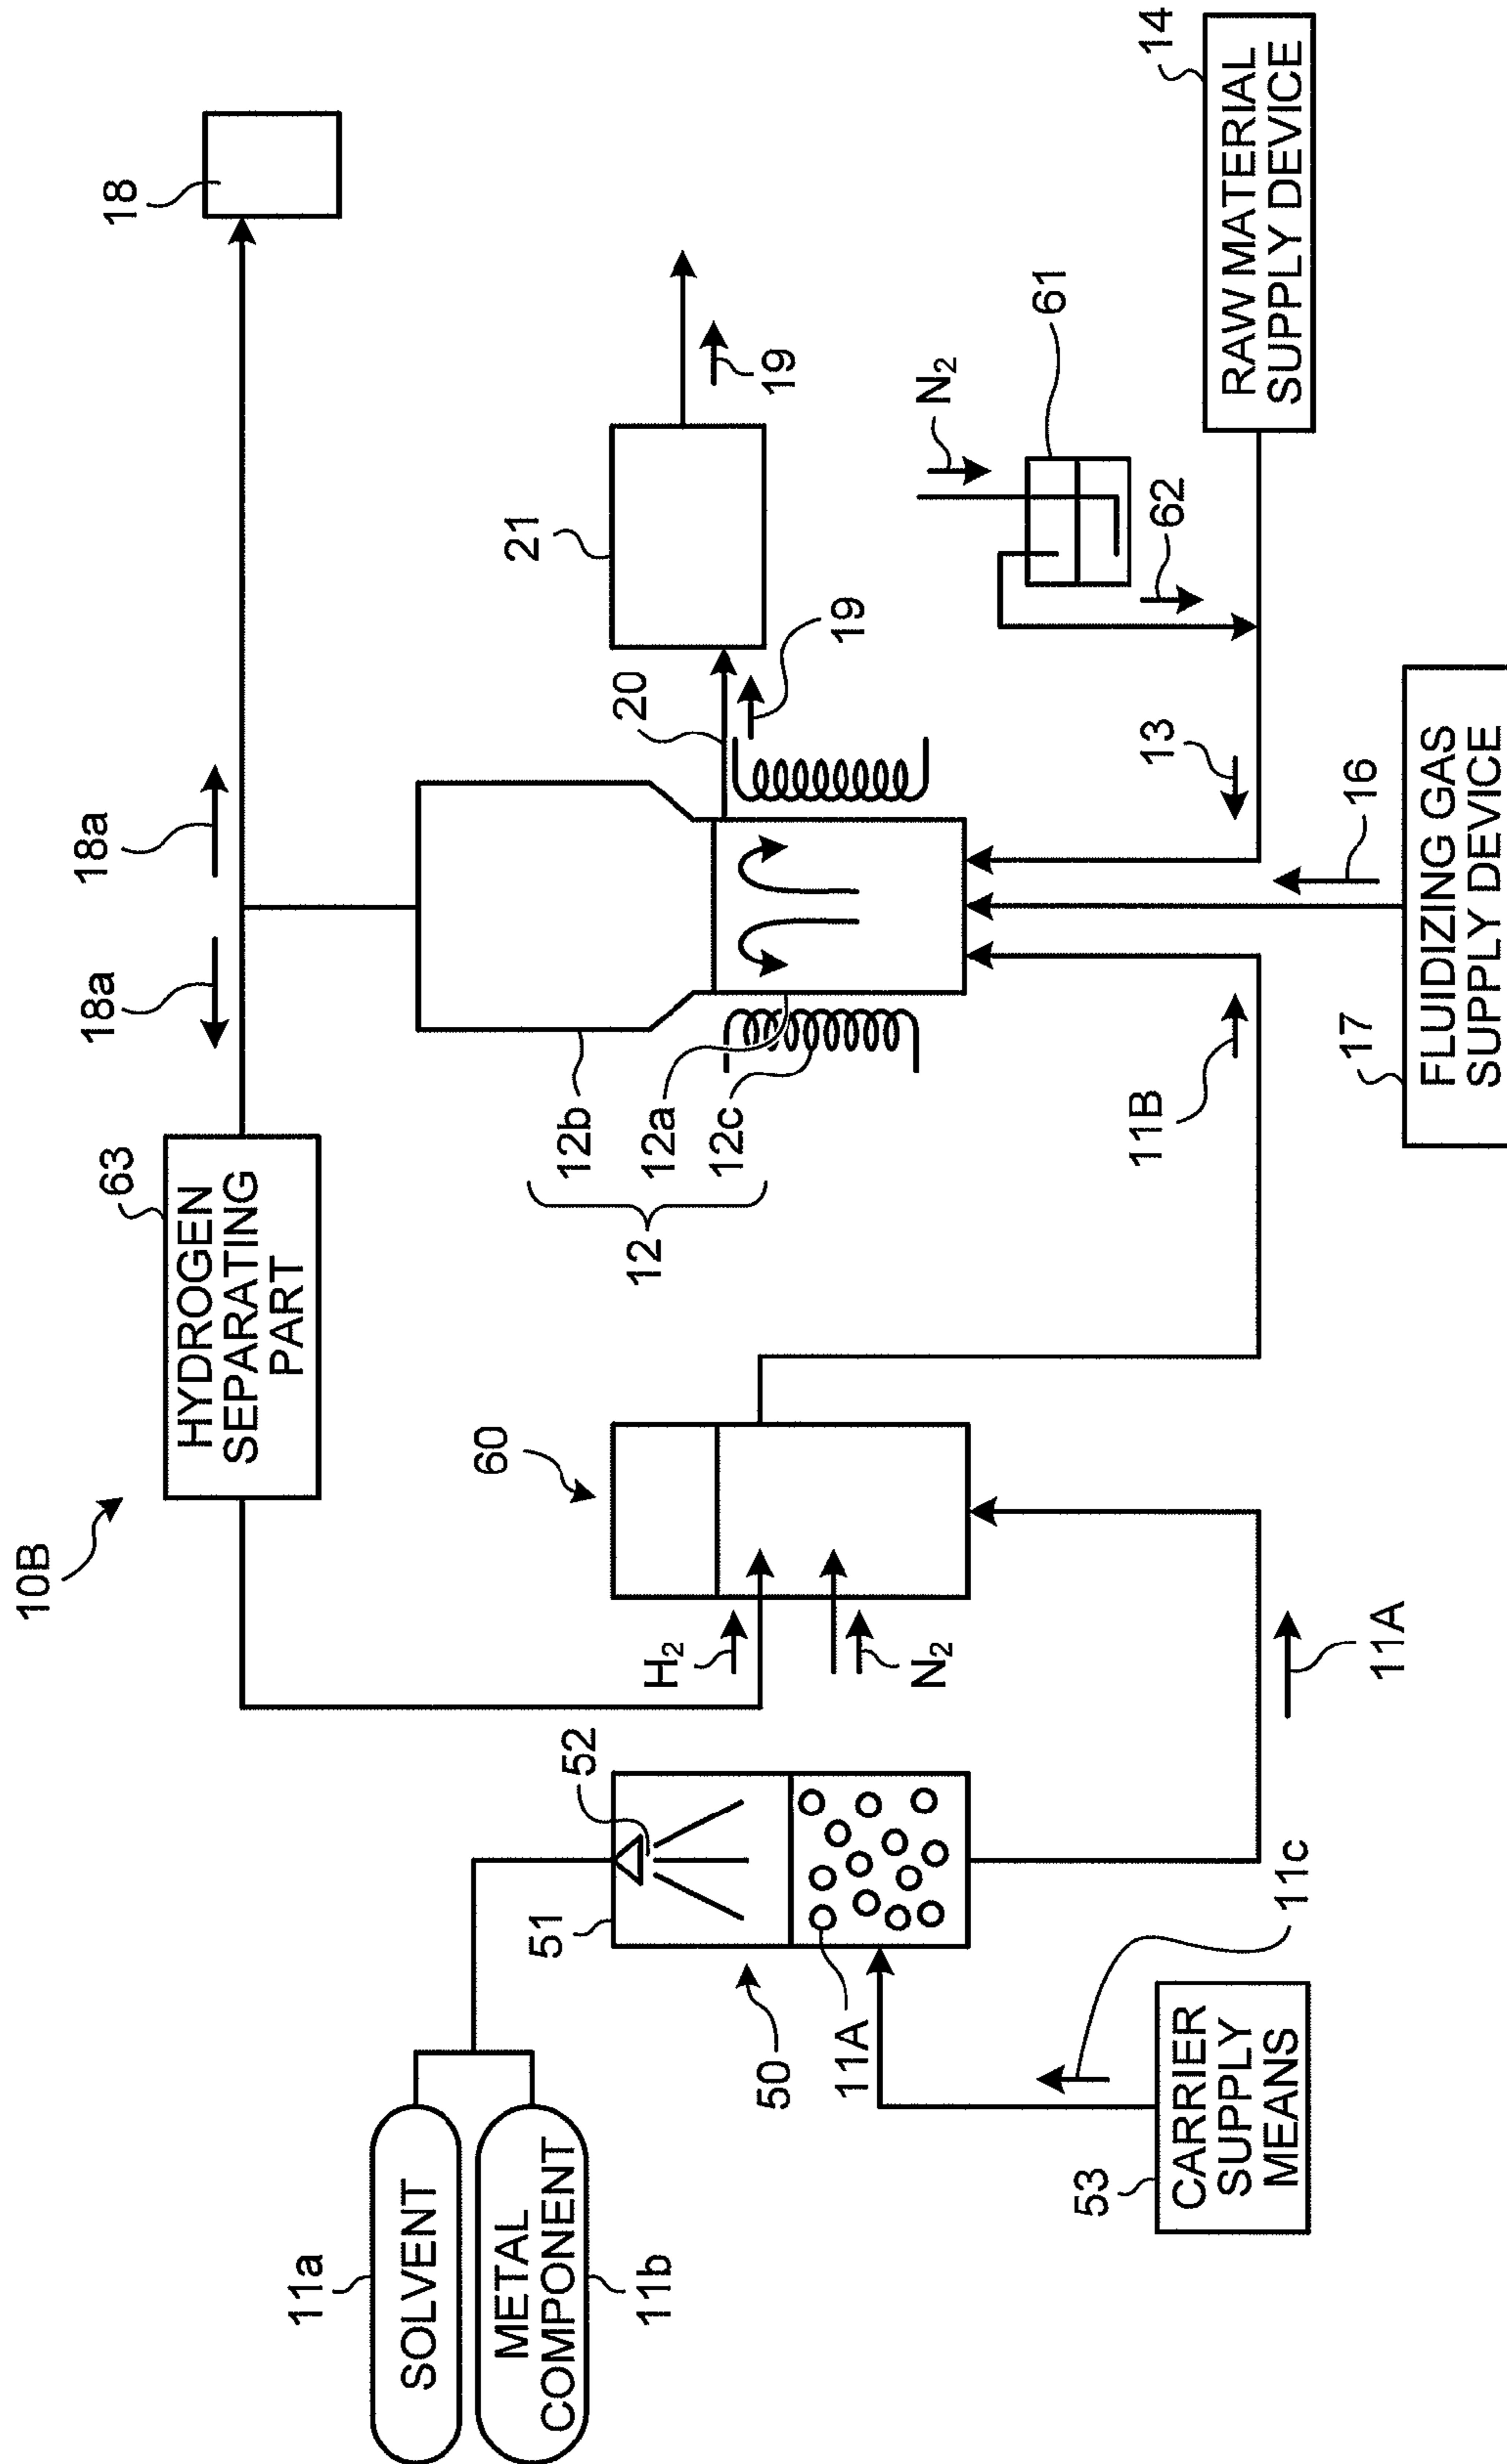 10B
63
HYDROGEN
SEPARATING
PART
18a
18a
18
11a
SOLVENT
METAL
COMPONENT
11b
51
52
50
11A
53
CARRIER
SUPPLY
MEANS
11c
11A
H₂
N₂
60
12
12b
12a
12c
11B
20
19
21
19
N₂
61
62
13
16
17
FLUIDIZING GAS
SUPPLY DEVICE
14
RAW MATERIAL
SUPPLY DEVICE